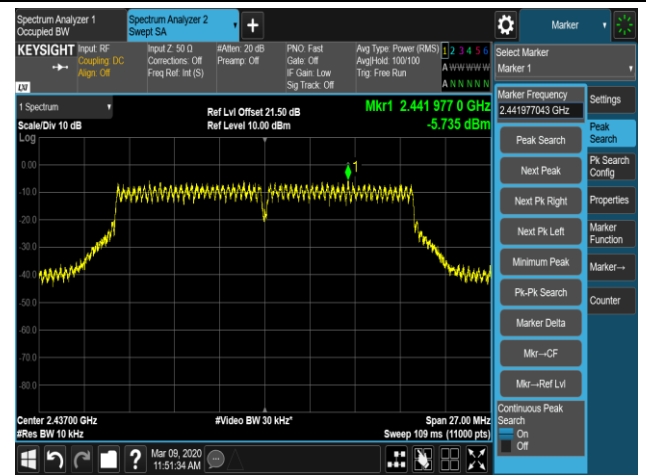 Spectrum Analyzer 1
Occupied BW
Spectrum Analyzer 2
Swept SA
Marker
KEYSIGHT
Input: RF
Coupling: DC
Align: Off
Input Z: 50 Ω
Corrections: Off
Freq Ref: Int (S)
#Atten: 20 dB
Preamp: Off
PNO: Fast
Gate: Off
IF Gain: Low
Sig Track: Off
Avg Type: Power (RMS)
Avg|Hold: 100/100
Trig: Free Run
1 2 3 4 5 6
A W W W W W
A N N N N N
LXI
Select Marker
Marker 1
1 Spectrum
Scale/Div 10 dB
Log
Ref Lvl Offset 21.50 dB
Ref Level 10.00 dBm
Mkr1 2.441 977 0 GHz
-5.735 dBm
1
0.00
-10.0
-20.0
-30.0
-40.0
-50.0
-60.0
-70.0
-80.0
Center 2.43700 GHz
#Res BW 10 kHz
#Video BW 30 kHz*
Span 27.00 MHz
Sweep 109 ms (11000 pts)
Marker Frequency
2.441977043 GHz
Peak Search
Next Peak
Next Pk Right
Next Pk Left
Minimum Peak
Pk-Pk Search
Marker Delta
Mkr→CF
Mkr→Ref Lvl
Continuous Peak
Search
On
Off
Settings
Peak
Search
Pk Search
Config
Properties
Marker
Function
Marker→
Counter
?
Mar 09, 2020
11:51:34 AM